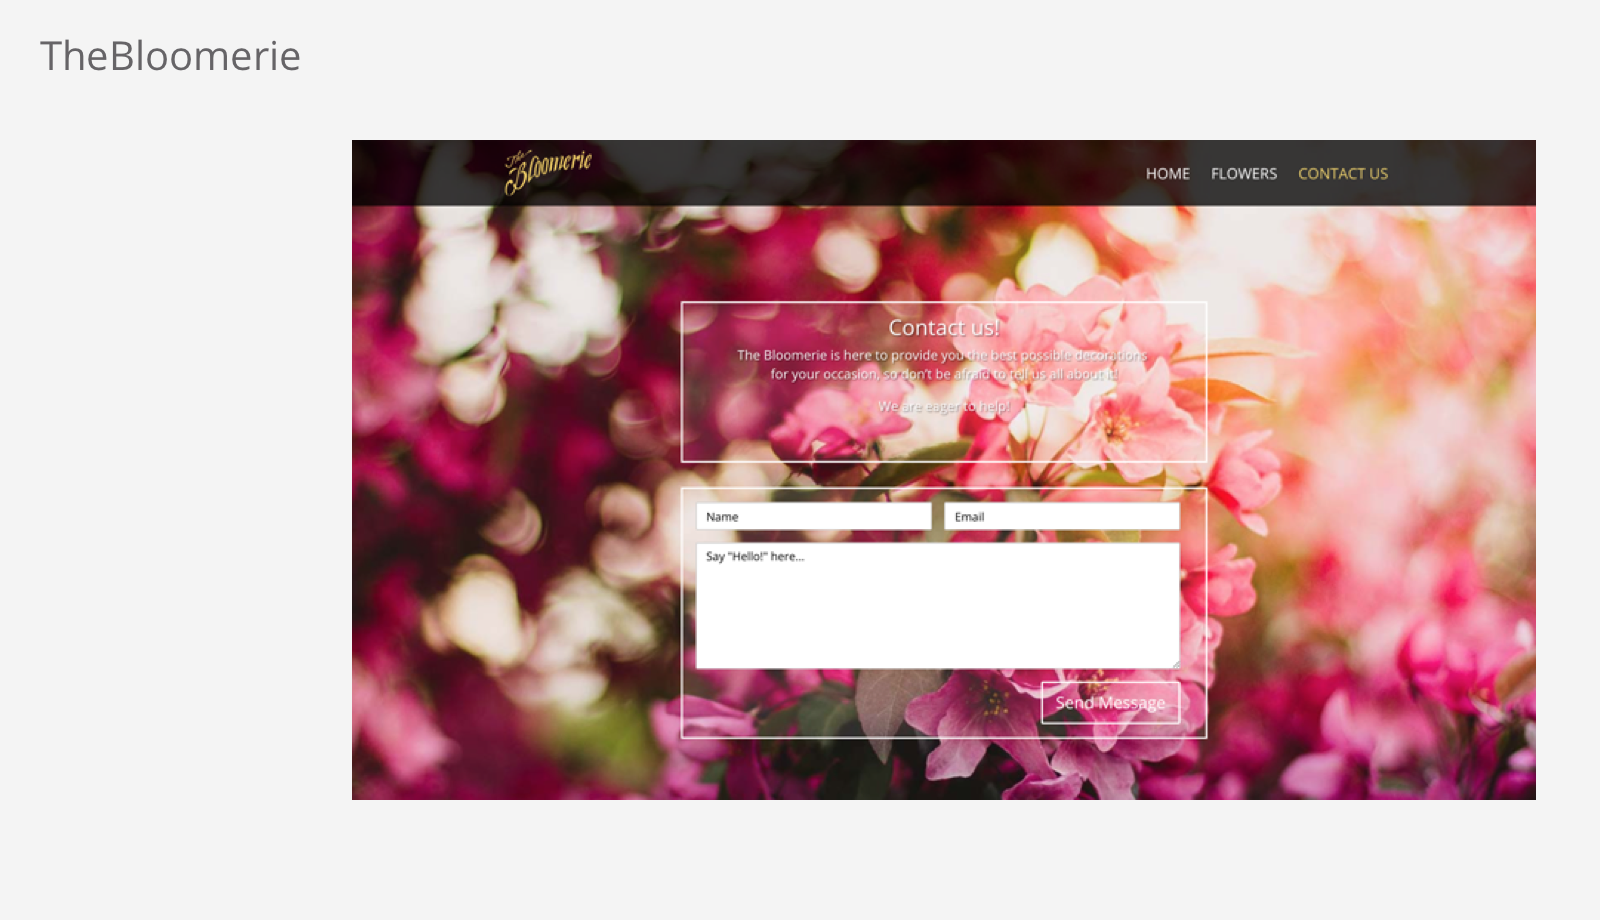 TheBloomerie
The
Bloomerie
HOME FLOWERS CONTACT US
Contact us!
The Bloomerie is here to provide you the best possible decorations
for your occasion, so don't be afraid to tell us all about it!
We are eager to help!
Name Email
Say "Hello!" here...
Send Message